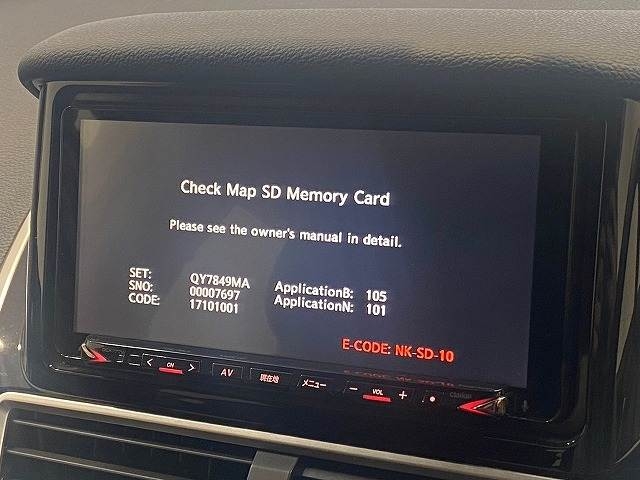 Check Map SD Memory Card
Please see the owner's manual in detail.
SET: QY7849MA
SNO: 00007697 ApplicationB: 105
CODE: 17101001 ApplicationN: 101
E-CODE: NK-SD-10
< CH > AV 現在地 メニュー − VOL + Clarion